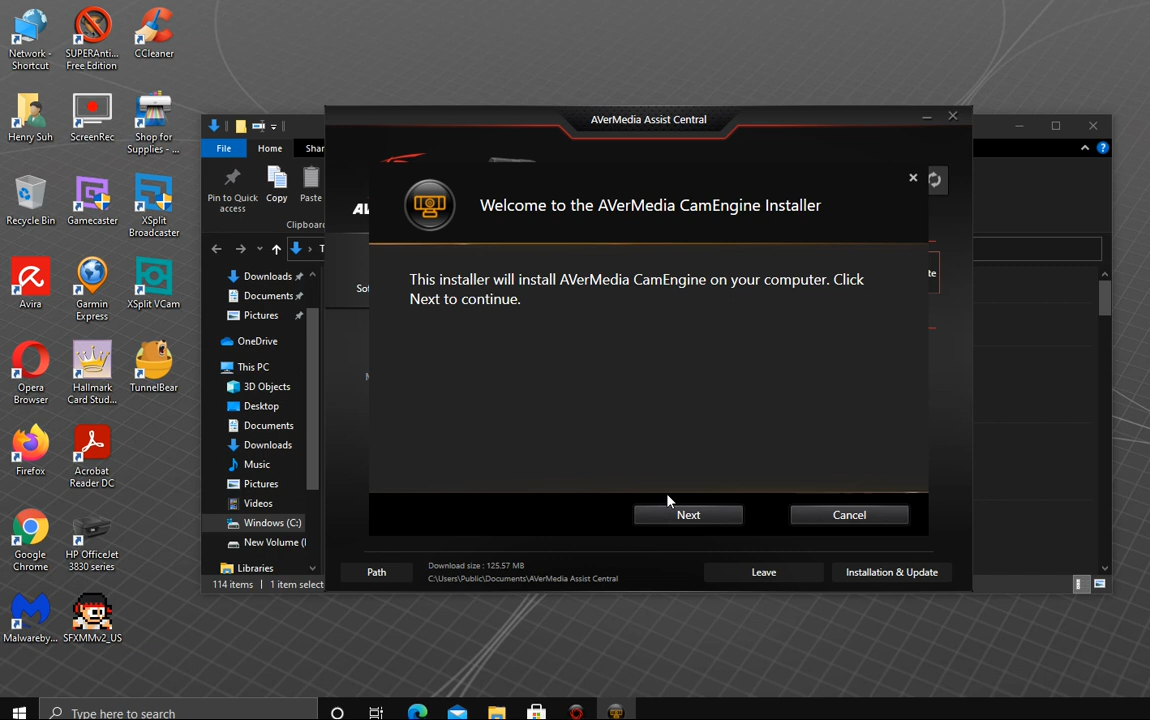 Network -
Shortcut
SUPERAnti...
Free Edition
CCleaner
Henry Suh
ScreenRec
Shop for
Supplies - ...
Recycle Bin
Gamecaster
XSplit
Broadcaster
Avira
Garmin
Express
XSplit VCam
Opera
Browser
Hallmark
Card Stud...
TunnelBear
Firefox
Acrobat
Reader DC
Google
Chrome
HP OfficeJet
3830 series
Malwareby...
SFXMMv2_US
File
Home
Shar
Pin to Quick
access
Copy
Paste
Clipboard
Downloads
Documents
Pictures
OneDrive
This PC
3D Objects
Desktop
Documents
Downloads
Music
Pictures
Videos
Windows (C:)
New Volume (
Libraries
114 items
1 item select
AVerMedia Assist Central
Welcome to the AVerMedia CamEngine Installer
This installer will install AVerMedia CamEngine on your computer. Click
Next to continue.
Next
Cancel
Path
Download size : 125.57 MB
C:\Users\Public\Documents\AVerMedia Assist Central
Leave
Installation & Update
Type here to search